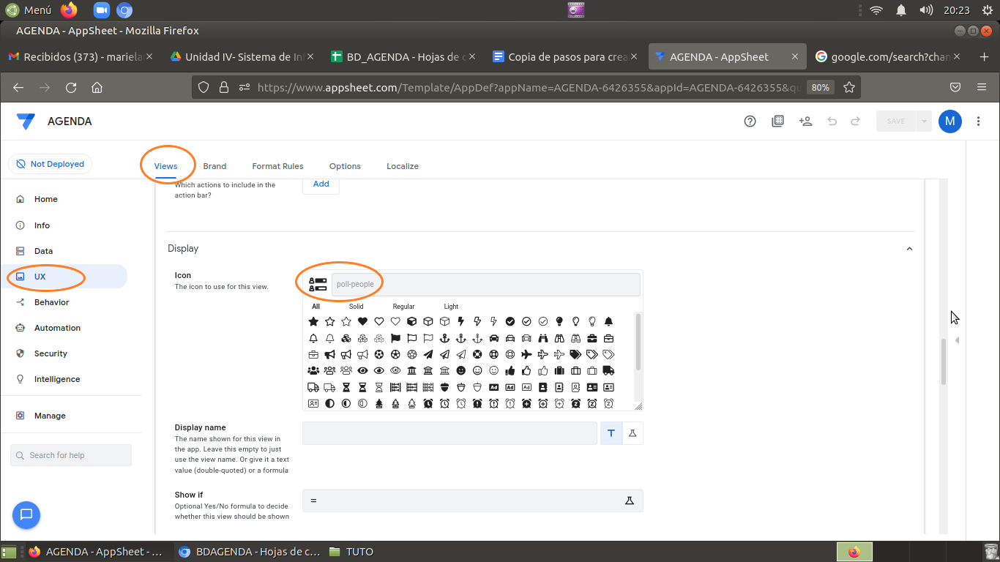 Menú
20:23
AGENDA - AppSheet - Mozilla Firefox
Recibidos (373) - mariela
Unidad IV- Sistema de Inf
BD_AGENDA - Hojas de c
Copia de pasos para crea
AGENDA - AppSheet
google.com/search?chan
https://www.appsheet.com/Template/AppDef?appName=AGENDA-6426355&appId=AGENDA-6426355&qu
80%
AGENDA
SAVE
M
Not Deployed
Views
Brand
Format Rules
Options
Localize
Home
Info
Data
UX
Behavior
Automation
Security
Intelligence
Manage
Search for help
Which actions to include in the
action bar?
Add
Display
Icon
The icon to use for this view.
poll-people
All
Solid
Regular
Light
Display name
The name shown for this view in
the app. Leave this empty to just
use the view name. Or give it a text
value (double-quoted) or a formula
Show if
Optional Yes/No formula to decide
whether this view should be shown
=
AGENDA - AppSheet - ...
BDAGENDA - Hojas de c...
TUTO